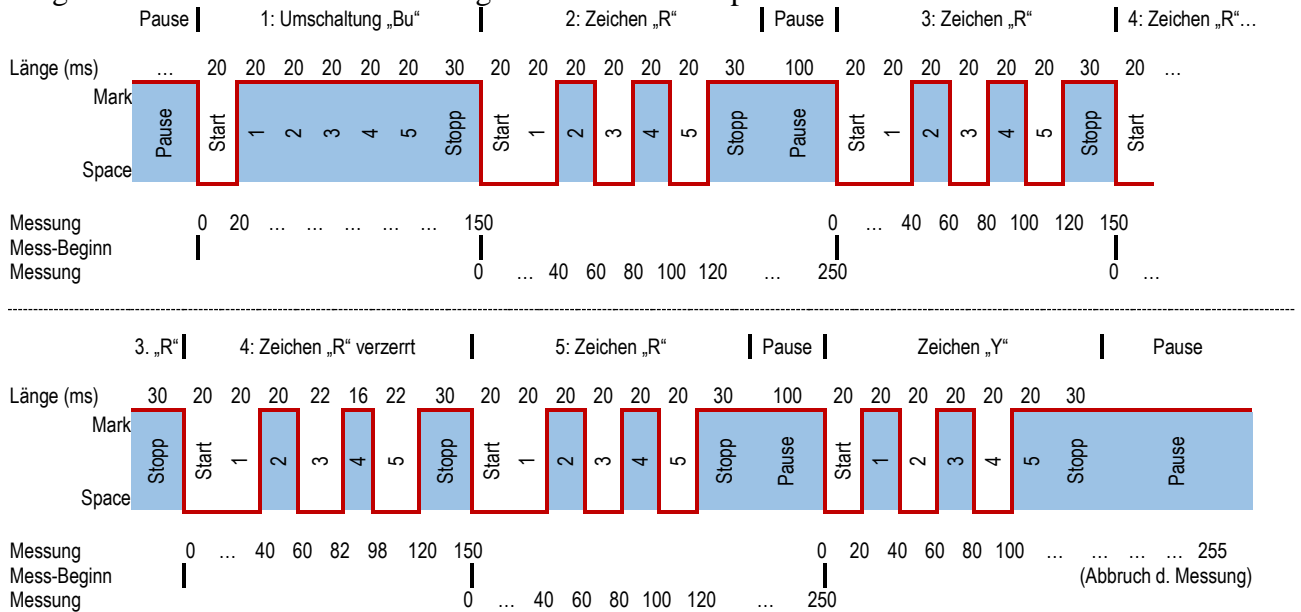 Pause 1: Umschaltung „Bu“ 2: Zeichen „R“ Pause 3: Zeichen „R“ 4: Zeichen „R“…
Länge (ms) … 20 20 20 20 20 20 30 20 20 20 20 20 20 30 100 20 20 20 20 20 20 30 20 …
Mark
Pause Start 1 2 3 4 5 Stopp Start 1 2 3 4 5 Stopp Pause Start 1 2 3 4 5 Stopp Start
Space
Messung 0 20 … … … … … 150 0 … 40 60 80 100 120 150
Mess-Beginn
Messung 0 … 40 60 80 100 120 … 250 0 …
3. „R“ 4: Zeichen „R“ verzerrt 5: Zeichen „R“ Pause Zeichen „Y“ Pause
Länge (ms) 30 20 20 20 22 16 22 30 20 20 20 20 20 20 30 100 20 20 20 20 20 20 30
Mark
Stopp Start 1 2 3 4 5 Stopp Start 1 2 3 4 5 Stopp Pause Start 1 2 3 4 5 Stopp Pause
Space
Messung 0 … 40 60 82 98 120 150 0 20 40 60 80 100 … … … … 255
Mess-Beginn (Abbruch d. Messung)
Messung 0 … 40 60 80 100 120 … 250